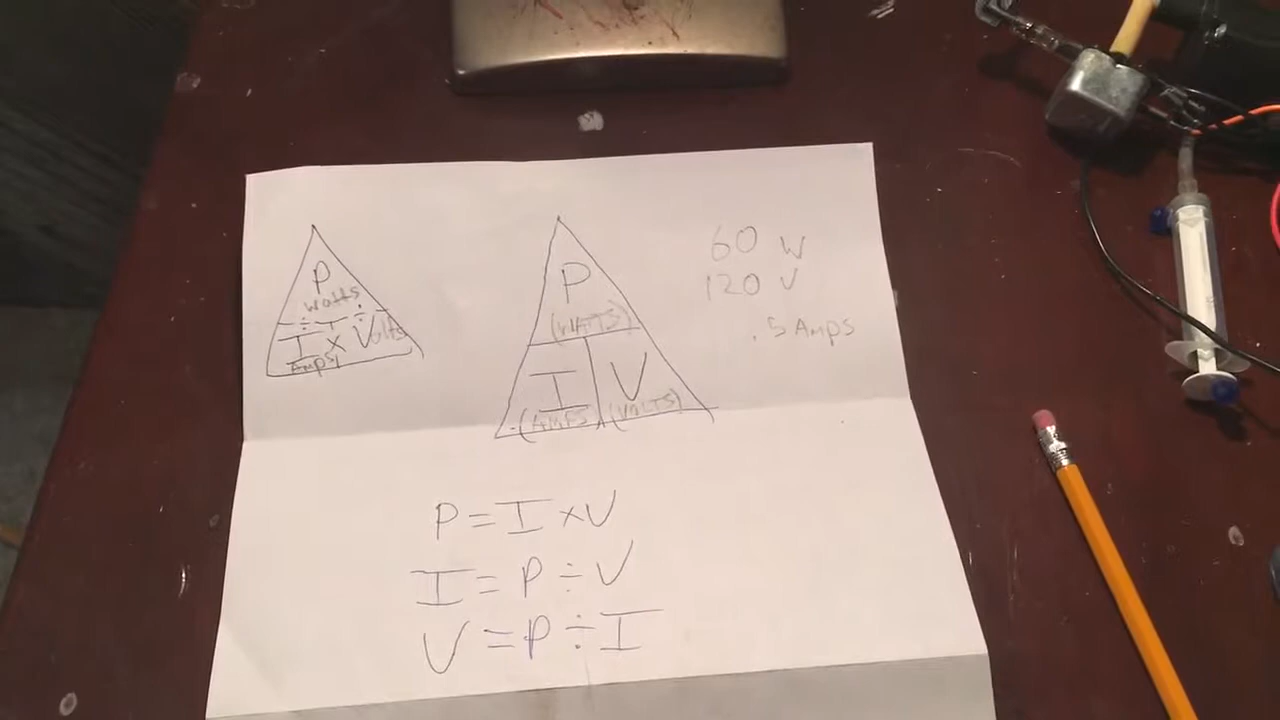 P
Watts
÷ ÷
I x Volts
Amps
P
(WATTS)
I V
(AMPS) (VOLTS)
60 W
120 V
.5 AMPS
P = I x V
I = P ÷ V
V = P ÷ I